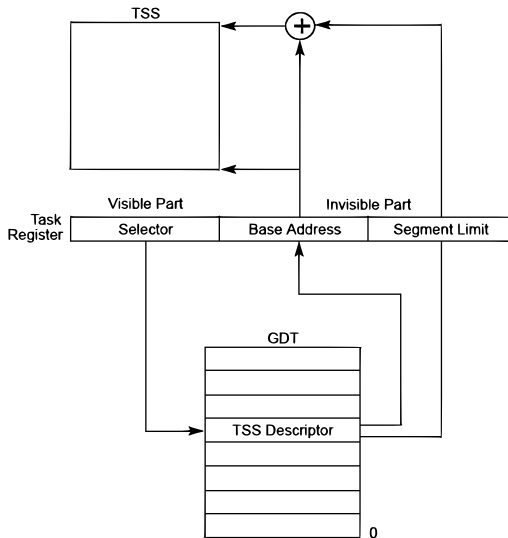 TSS
+
Visible Part
Invisible Part
Task
Register
Selector
Base Address
Segment Limit
GDT
TSS Descriptor
0